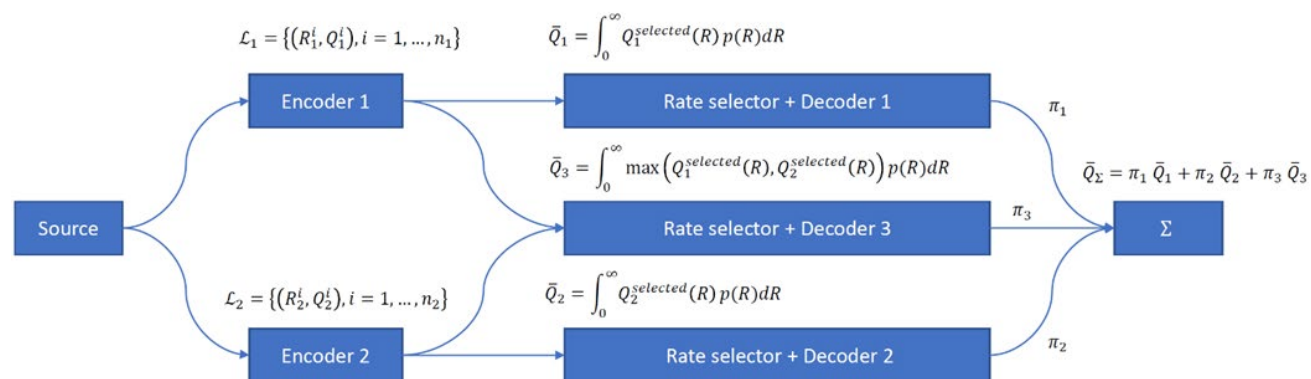 ℒ₁ = {(R₁ⁱ, Q₁ⁱ), i = 1, …, n₁}
Q̄₁ = ∫₀^∞ Q₁^selected(R) p(R)dR
Encoder 1
Rate selector + Decoder 1
π₁
Q̄₃ = ∫₀^∞ max(Q₁^selected(R), Q₂^selected(R)) p(R)dR
Q̄_Σ = π₁ Q̄₁ + π₂ Q̄₂ + π₃ Q̄₃
Source
Rate selector + Decoder 3
π₃
Σ
ℒ₂ = {(R₂ⁱ, Q₂ⁱ), i = 1, …, n₂}
Q̄₂ = ∫₀^∞ Q₂^selected(R) p(R)dR
Encoder 2
Rate selector + Decoder 2
π₂